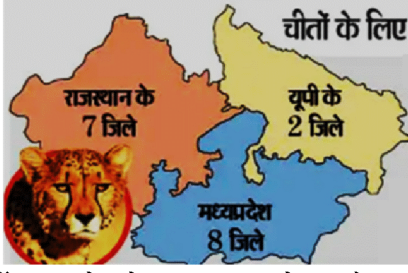 चीतों के लिए
राजस्थान के
7 जिले
यूपी के
2 जिले
मध्यप्रदेश
8 जिले